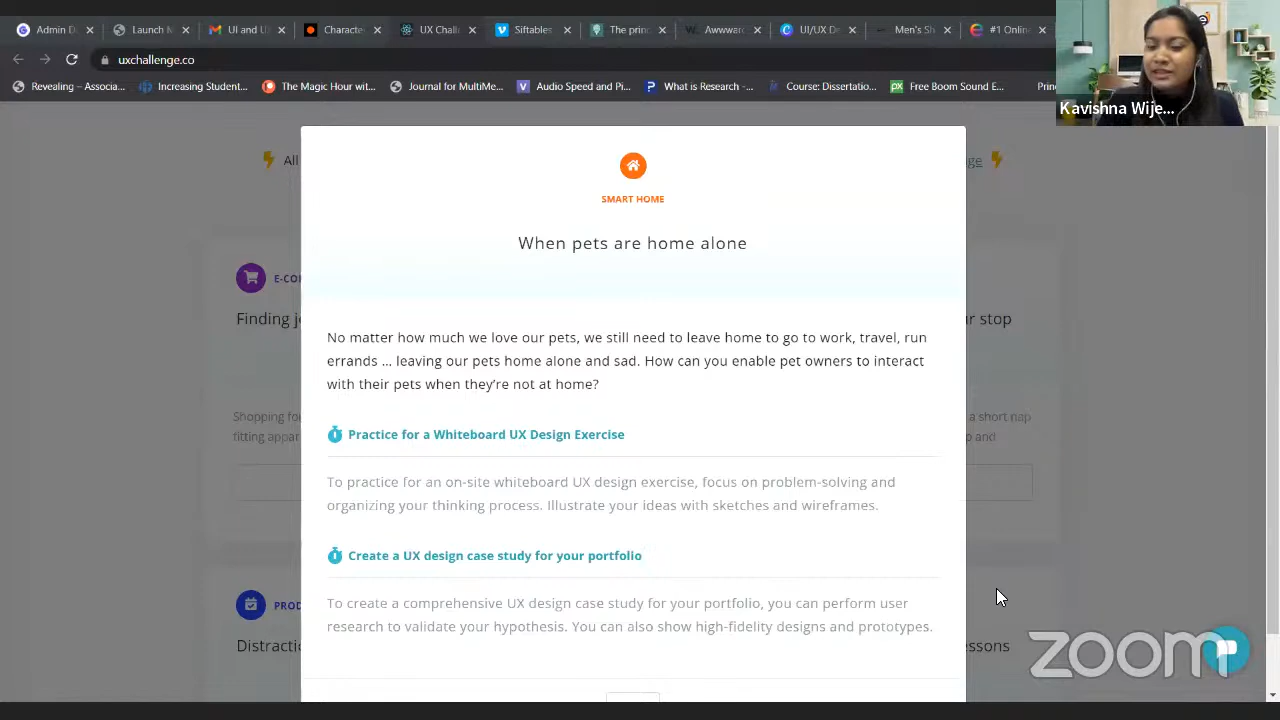 Admin D
Launch M
UI and U
Characte
UX Challe
Siftables
The princ
Awwwar
UI/UX De
Men's Sh
#1 Online
uxchallenge.co
Revealing – Associa...
Increasing Student...
The Magic Hour wit...
Journal for MultiMe...
Audio Speed and Pi...
What is Research -...
Course: Dissertatio...
Free Boom Sound E...
Prin
Kavishna Wije...
All
ge
SMART HOME
When pets are home alone
E-CO
Finding je
r stop
No matter how much we love our pets, we still need to leave home to go to work, travel, run
errands ... leaving our pets home alone and sad. How can you enable pet owners to interact
with their pets when they're not at home?
Shopping fo
a short nap
fitting appar
p and
Practice for a Whiteboard UX Design Exercise
To practice for an on-site whiteboard UX design exercise, focus on problem-solving and
organizing your thinking process. Illustrate your ideas with sketches and wireframes.
Create a UX design case study for your portfolio
To create a comprehensive UX design case study for your portfolio, you can perform user
research to validate your hypothesis. You can also show high-fidelity designs and prototypes.
PROD
Distractio
essons
zoom